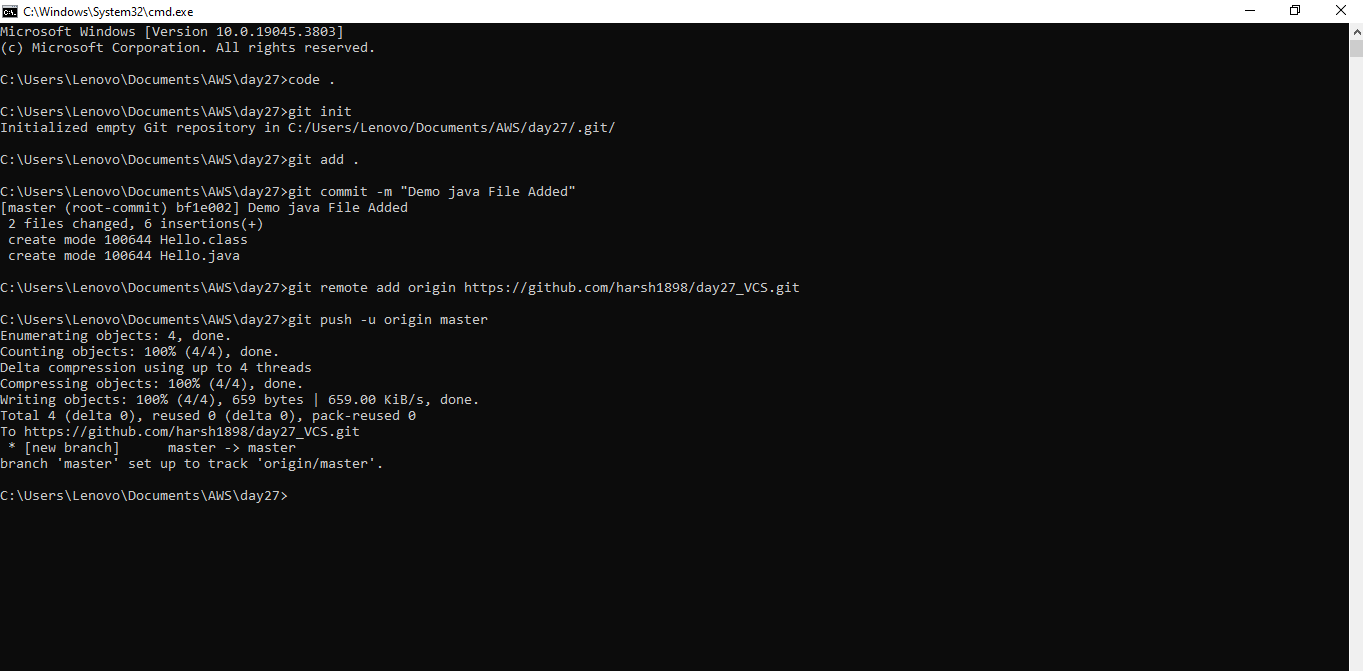 C:\Windows\System32\cmd.exe
Microsoft Windows [Version 10.0.19045.3803]
(c) Microsoft Corporation. All rights reserved.
C:\Users\Lenovo\Documents\AWS\day27>code .
C:\Users\Lenovo\Documents\AWS\day27>git init
Initialized empty Git repository in C:/Users/Lenovo/Documents/AWS/day27/.git/
C:\Users\Lenovo\Documents\AWS\day27>git add .
C:\Users\Lenovo\Documents\AWS\day27>git commit -m "Demo java File Added"
[master (root-commit) bf1e002] Demo java File Added
 2 files changed, 6 insertions(+)
 create mode 100644 Hello.class
 create mode 100644 Hello.java
C:\Users\Lenovo\Documents\AWS\day27>git remote add origin https://github.com/harsh1898/day27_VCS.git
C:\Users\Lenovo\Documents\AWS\day27>git push -u origin master
Enumerating objects: 4, done.
Counting objects: 100% (4/4), done.
Delta compression using up to 4 threads
Compressing objects: 100% (4/4), done.
Writing objects: 100% (4/4), 659 bytes | 659.00 KiB/s, done.
Total 4 (delta 0), reused 0 (delta 0), pack-reused 0
To https://github.com/harsh1898/day27_VCS.git
 * [new branch]      master -> master
branch 'master' set up to track 'origin/master'.
C:\Users\Lenovo\Documents\AWS\day27>